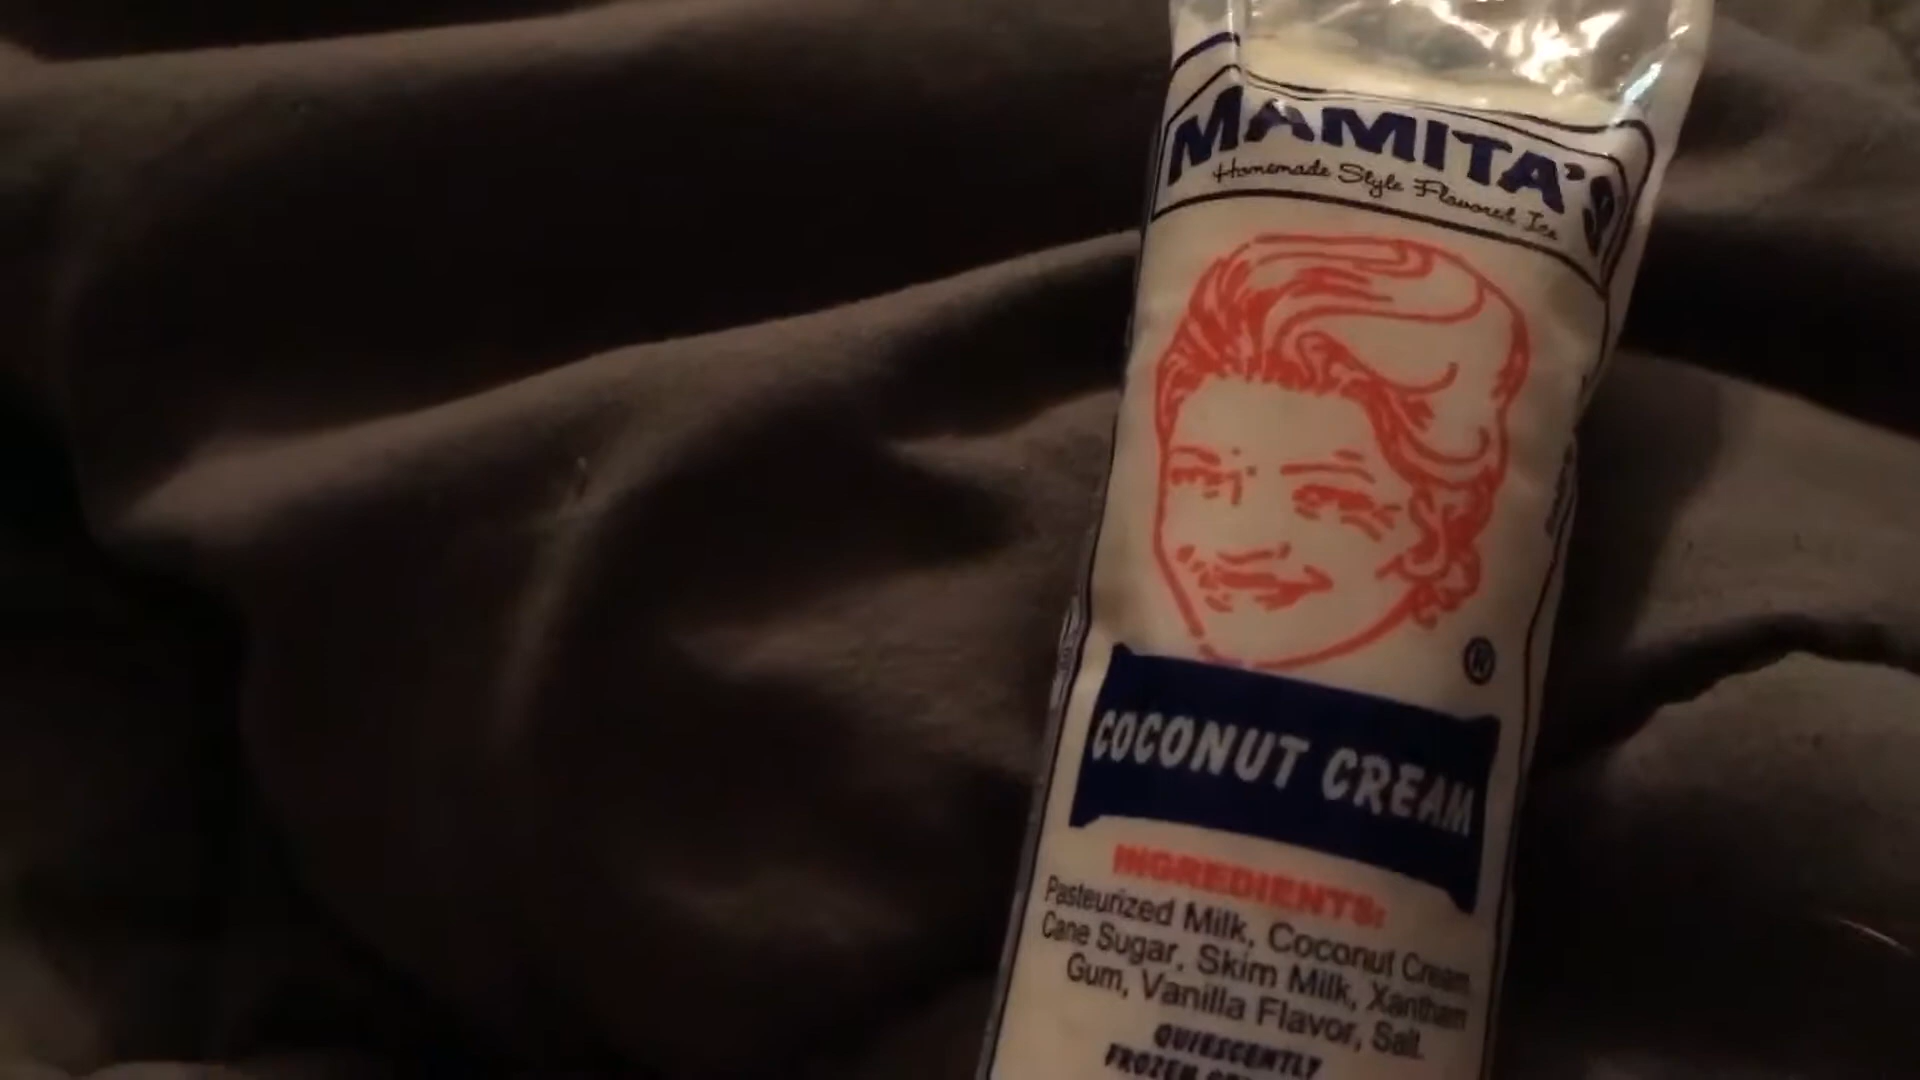 MAMITA'S
Homemade Style Flavored Ice
®
COCONUT CREAM
INGREDIENTS:
Pasteurized Milk, Coconut Cream,
Cane Sugar, Skim Milk, Xanthan
Gum, Vanilla Flavor, Salt.
QUIESCENTLY
FROZEN